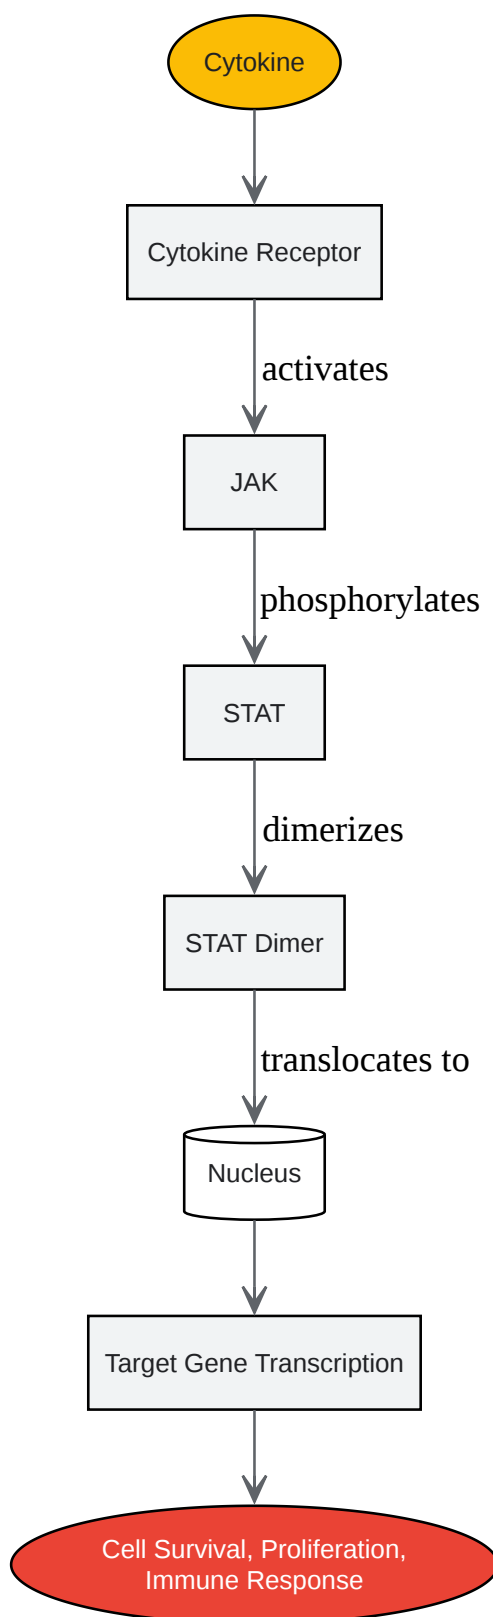 Cytokine
Cytokine Receptor
activates
JAK
phosphorylates
STAT
dimerizes
STAT Dimer
translocates to
Nucleus
Target Gene Transcription
Cell Survival, Proliferation,
Immune Response